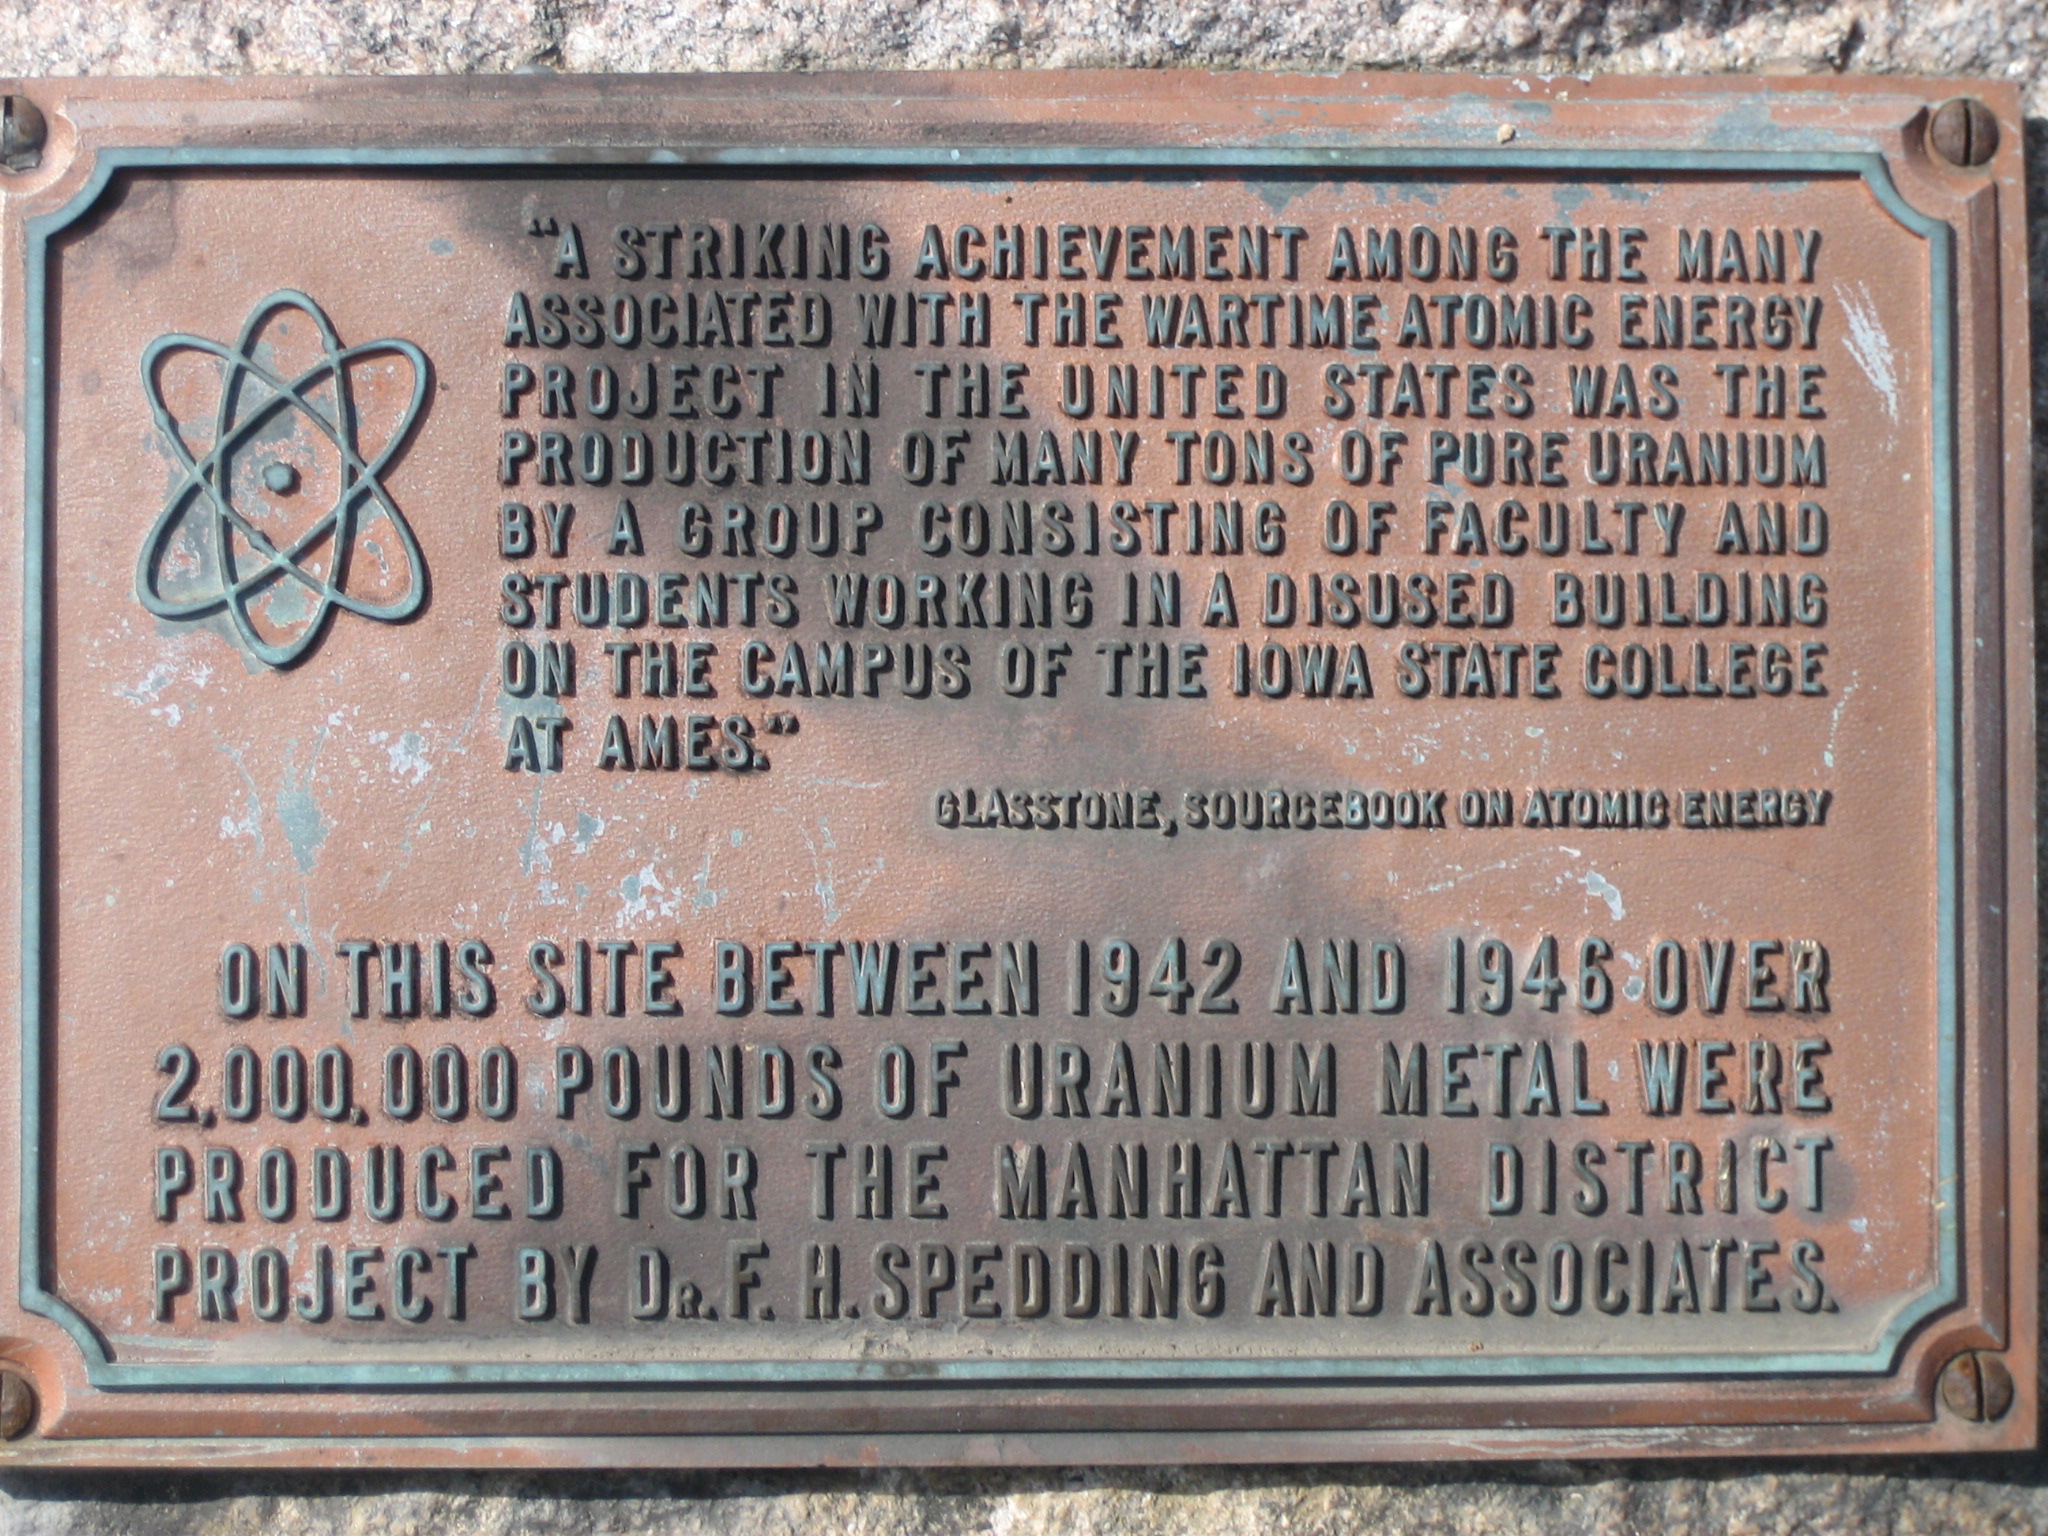 “A STRIKING ACHIEVEMENT AMONG THE MANY
ASSOCIATED WITH THE WARTIME ATOMIC ENERGY
PROJECT IN THE UNITED STATES WAS THE
PRODUCTION OF MANY TONS OF PURE URANIUM
BY A GROUP CONSISTING OF FACULTY AND
STUDENTS WORKING IN A DISUSED BUILDING
ON THE CAMPUS OF THE IOWA STATE COLLEGE
AT AMES.”
GLASSTONE, SOURCEBOOK ON ATOMIC ENERGY
ON THIS SITE BETWEEN 1942 AND 1946 OVER
2,000,000 POUNDS OF URANIUM METAL WERE
PRODUCED FOR THE MANHATTAN DISTRICT
PROJECT BY DR. F. H. SPEDDING AND ASSOCIATES.